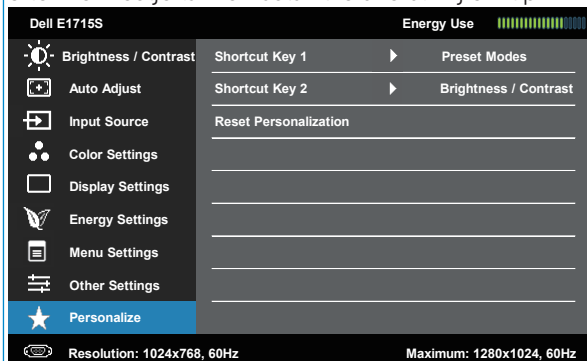 Dell E1715S Energy Use
Brightness / Contrast Shortcut Key 1 Preset Modes
Auto Adjust Shortcut Key 2 Brightness / Contrast
Input Source Reset Personalization
Color Settings
Display Settings
Energy Settings
Menu Settings
Other Settings
Personalize
Resolution: 1024x768, 60Hz Maximum: 1280x1024, 60Hz